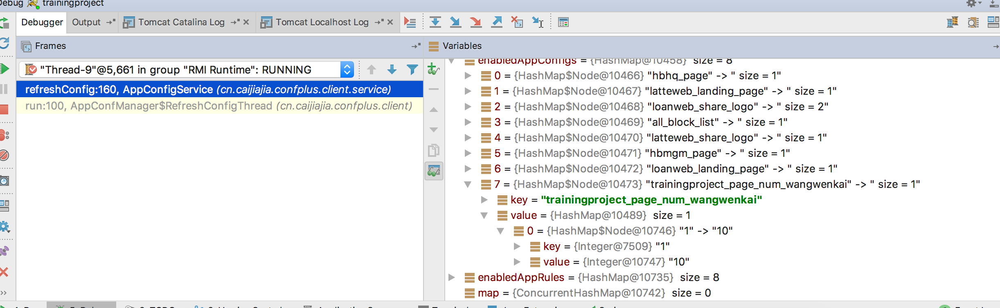 Debug trainingproject
Debugger Output Tomcat Catalina Log Tomcat Localhost Log
Frames
Variables
"Thread-9"@5,661 in group "RMI Runtime": RUNNING
refreshConfig:160, AppConfigService (cn.caijiajia.confplus.client.service)
run:100, AppConfManager$RefreshConfigThread (cn.caijiajia.confplus.client)
enabledAppConfigs = {HashMap@10458} size = 8
0 = {HashMap$Node@10466} "hbhq_page" -> " size = 1"
1 = {HashMap$Node@10467} "latteweb_landing_page" -> " size = 1"
2 = {HashMap$Node@10468} "loanweb_share_logo" -> " size = 2"
3 = {HashMap$Node@10469} "all_block_list" -> " size = 1"
4 = {HashMap$Node@10470} "latteweb_share_logo" -> " size = 1"
5 = {HashMap$Node@10471} "hbmgm_page" -> " size = 1"
6 = {HashMap$Node@10472} "loanweb_landing_page" -> " size = 1"
7 = {HashMap$Node@10473} "trainingproject_page_num_wangwenkai" -> " size = 1"
key = "trainingproject_page_num_wangwenkai"
value = {HashMap@10489} size = 1
0 = {HashMap$Node@10746} "1" -> "10"
key = {Integer@7509} "1"
value = {Integer@10747} "10"
enabledAppRules = {HashMap@10735} size = 8
map = {ConcurrentHashMap@10742} size = 0